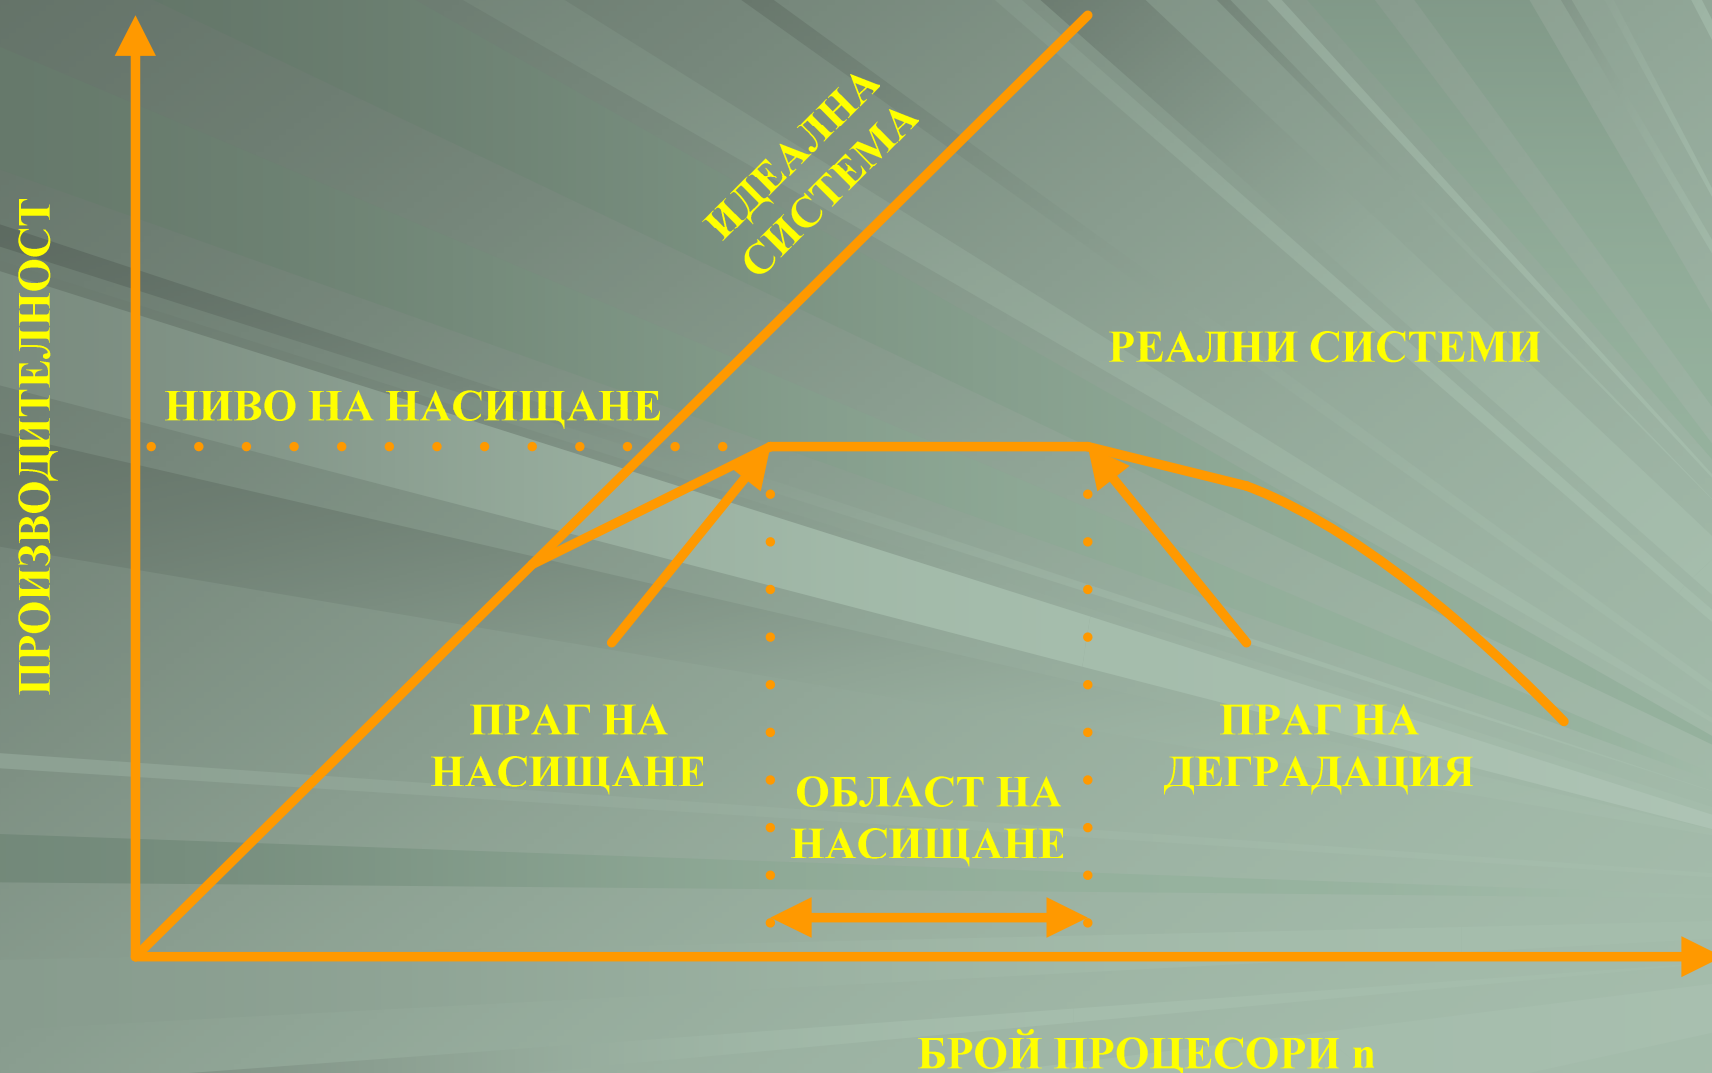 ИДЕАЛНА
СИСТЕМА
ПРОИЗВОДИТЕЛНОСТ
РЕАЛНИ СИСТЕМИ
НИВО НА НАСИЩАНЕ
ПРАГ НА
НАСИЩАНЕ
ПРАГ НА
ДЕГРАДАЦИЯ
ОБЛАСТ НА
НАСИЩАНЕ
БРОЙ ПРОЦЕСОРИ n